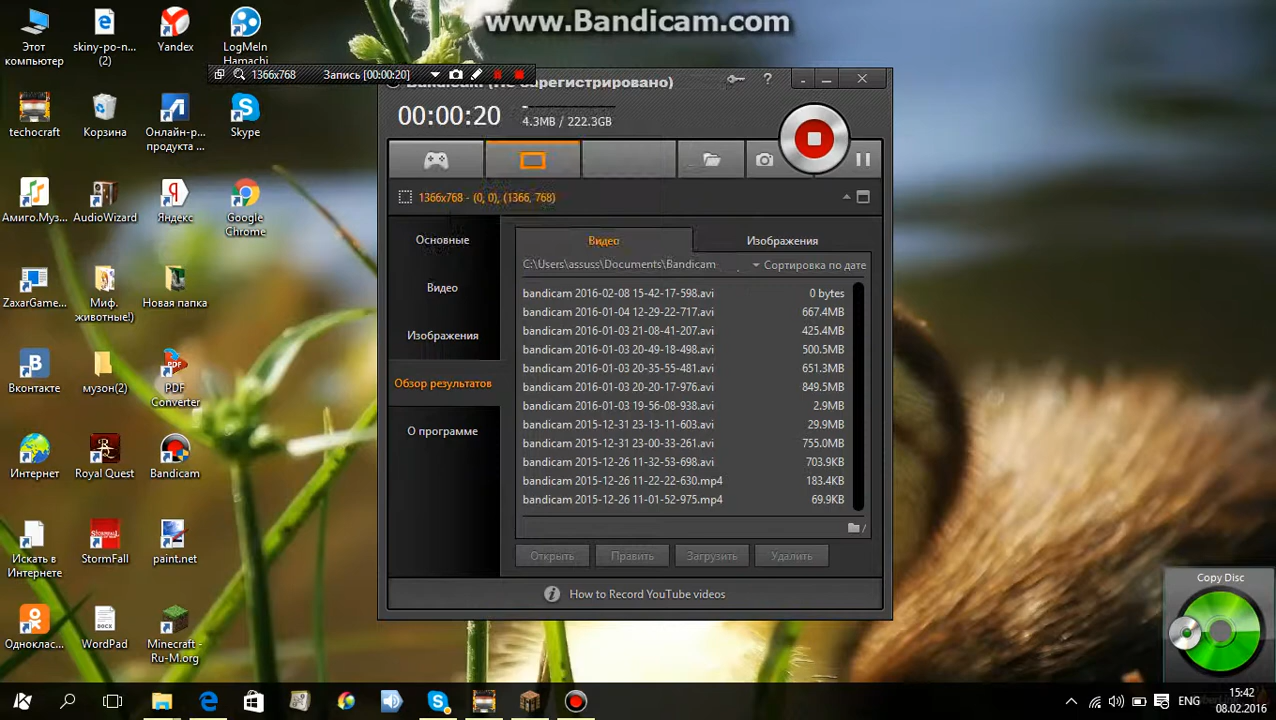 www.Bandicam.com
Этот компьютер
skiny-po-n... (2)
Yandex
LogMeIn Hamachi
techocraft
Корзина
Онлайн-р... продукта ...
Skype
Амиго.Муз...
AudioWizard
Яндекс
Google Chrome
ZaxarGame...
Миф. животные!)
Новая папка
Вконтакте
музон(2)
PDF Converter
Интернет
Royal Quest
Bandicam
Искать в Интернете
StormFall
paint.net
Одноклас...
WordPad
Minecraft - Ru-M.org
1366x768
Запись [00:00:20]
00:00:20
4.3MB / 222.3GB
1366x768 - (0, 0), (1366, 768)
Основные
Видео
Изображения
Обзор результатов
О программе
Видео
Изображения
C:\Users\assuss\Documents\Bandicam
Сортировка по дате
bandicam 2016-02-08 15-42-17-598.avi 0 bytes
bandicam 2016-01-04 12-29-22-717.avi 667.4MB
bandicam 2016-01-03 21-08-41-207.avi 425.4MB
bandicam 2016-01-03 20-49-18-498.avi 500.5MB
bandicam 2016-01-03 20-35-55-481.avi 651.3MB
bandicam 2016-01-03 20-20-17-976.avi 849.5MB
bandicam 2016-01-03 19-56-08-938.avi 2.9MB
bandicam 2015-12-31 23-13-11-603.avi 29.9MB
bandicam 2015-12-31 23-00-33-261.avi 755.0MB
bandicam 2015-12-26 11-32-53-698.avi 703.9KB
bandicam 2015-12-26 11-22-22-630.mp4 183.4KB
bandicam 2015-12-26 11-01-52-975.mp4 69.9KB
Открыть
Править
Загрузить
Удалить
How to Record YouTube videos
Copy Disc
ENG
15:42
08.02.2016